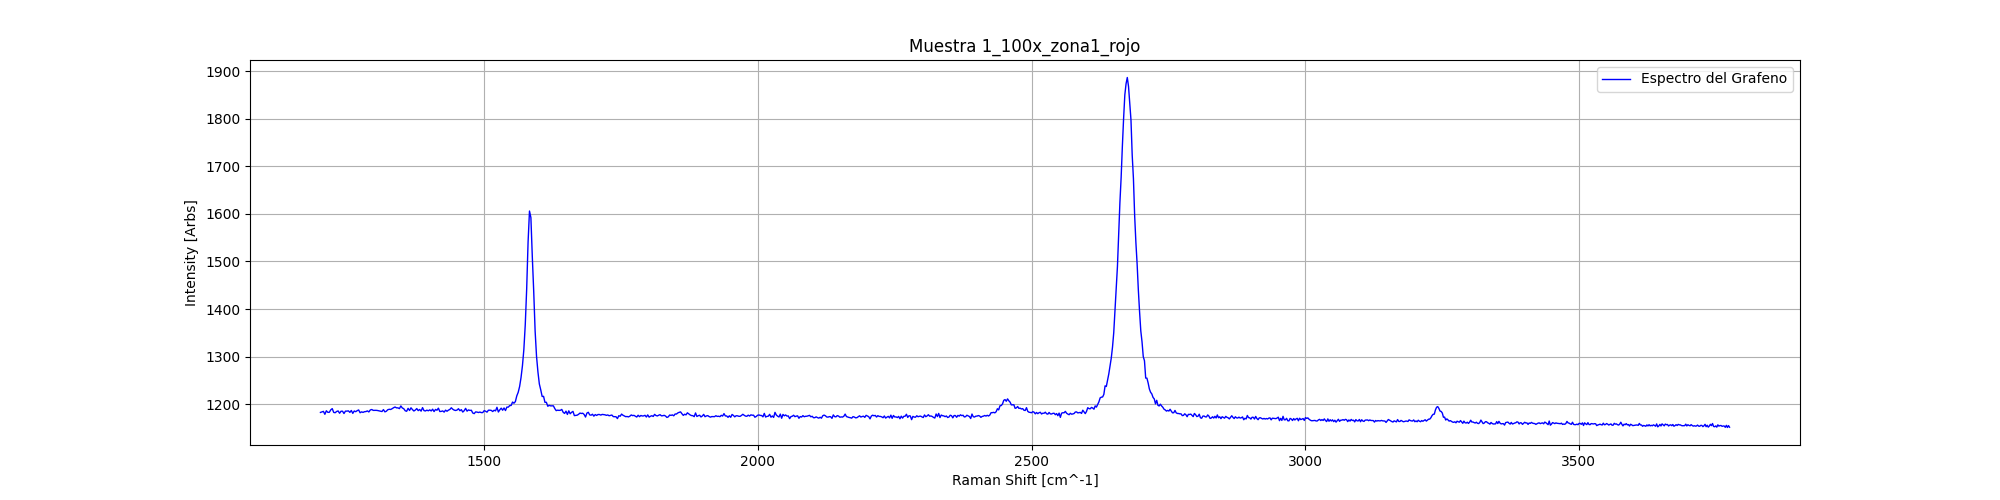 Muestra 1_100x_zona1_rojo
Espectro del Grafeno
Intensity [Arbs]
1900
1800
1700
1600
1500
1400
1300
1200
1500 2000 2500 3000 3500
Raman Shift [cm^-1]